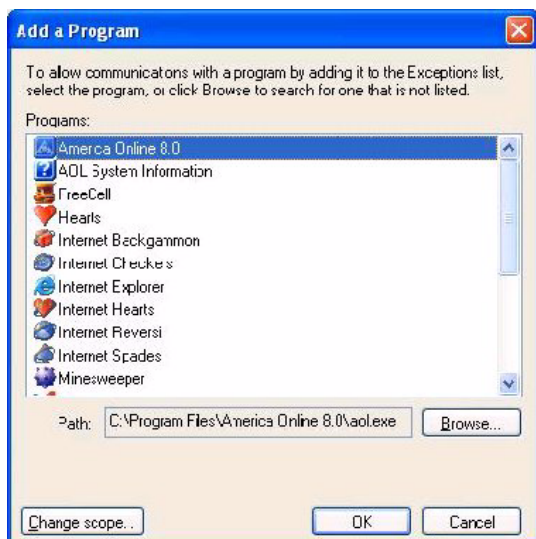 Add a Program
To allow communications with a program by adding it to the Exceptions list,
select the program, or click Browse to search for one that is not listed.
Programs:
America Online 8.0
AOL System Information
FreeCell
Hearts
Internet Backgammon
Internet Checkers
Internet Explorer
Internet Hearts
Internet Reversi
Internet Spades
Minesweeper
Path: C:\Program Files\America Online 8.0\aol.exe Browse...
Change scope... OK Cancel